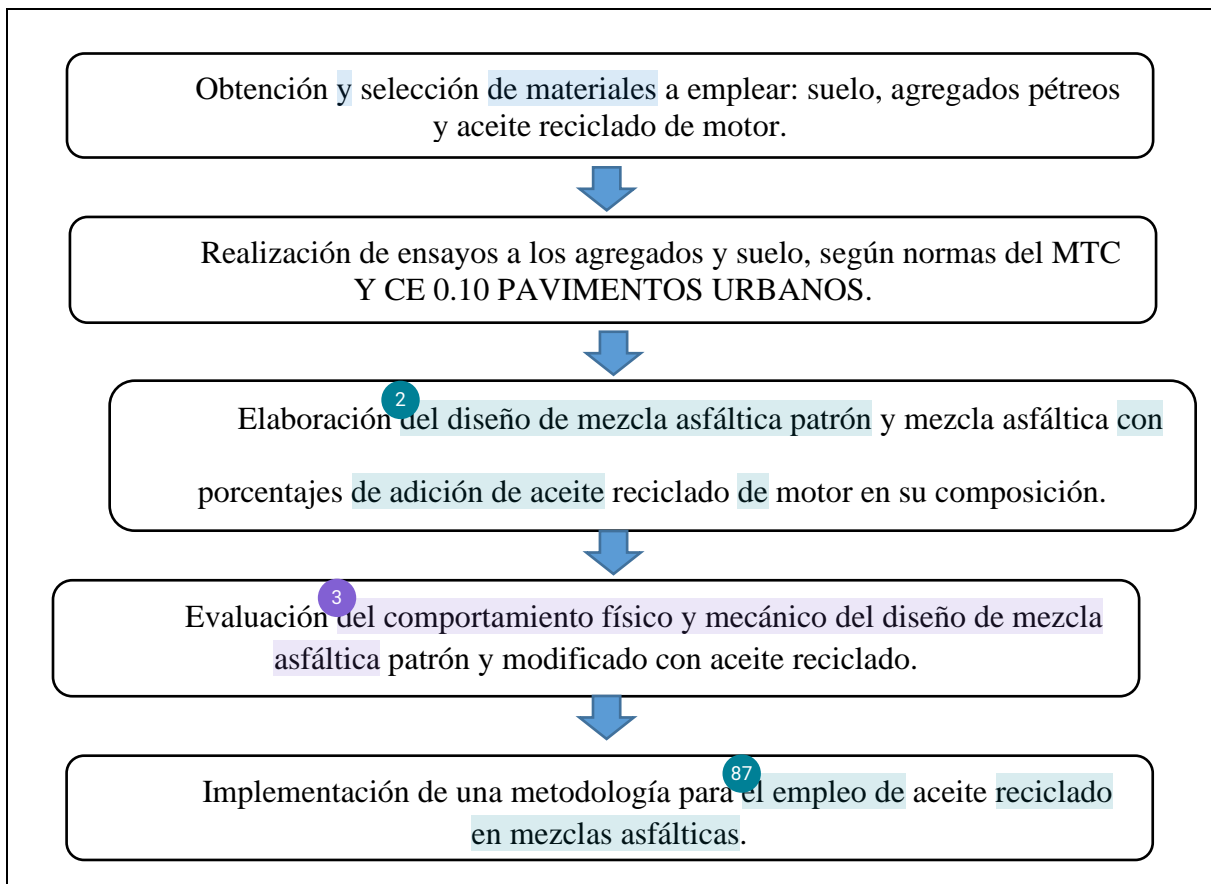 Obtención y selección de materiales a emplear: suelo, agregados pétreos
y aceite reciclado de motor.
Realización de ensayos a los agregados y suelo, según normas del MTC
Y CE 0.10 PAVIMENTOS URBANOS.
2
Elaboración del diseño de mezcla asfáltica patrón y mezcla asfáltica con
porcentajes de adición de aceite reciclado de motor en su composición.
3
Evaluación del comportamiento físico y mecánico del diseño de mezcla
asfáltica patrón y modificado con aceite reciclado.
87
Implementación de una metodología para el empleo de aceite reciclado
en mezclas asfálticas.